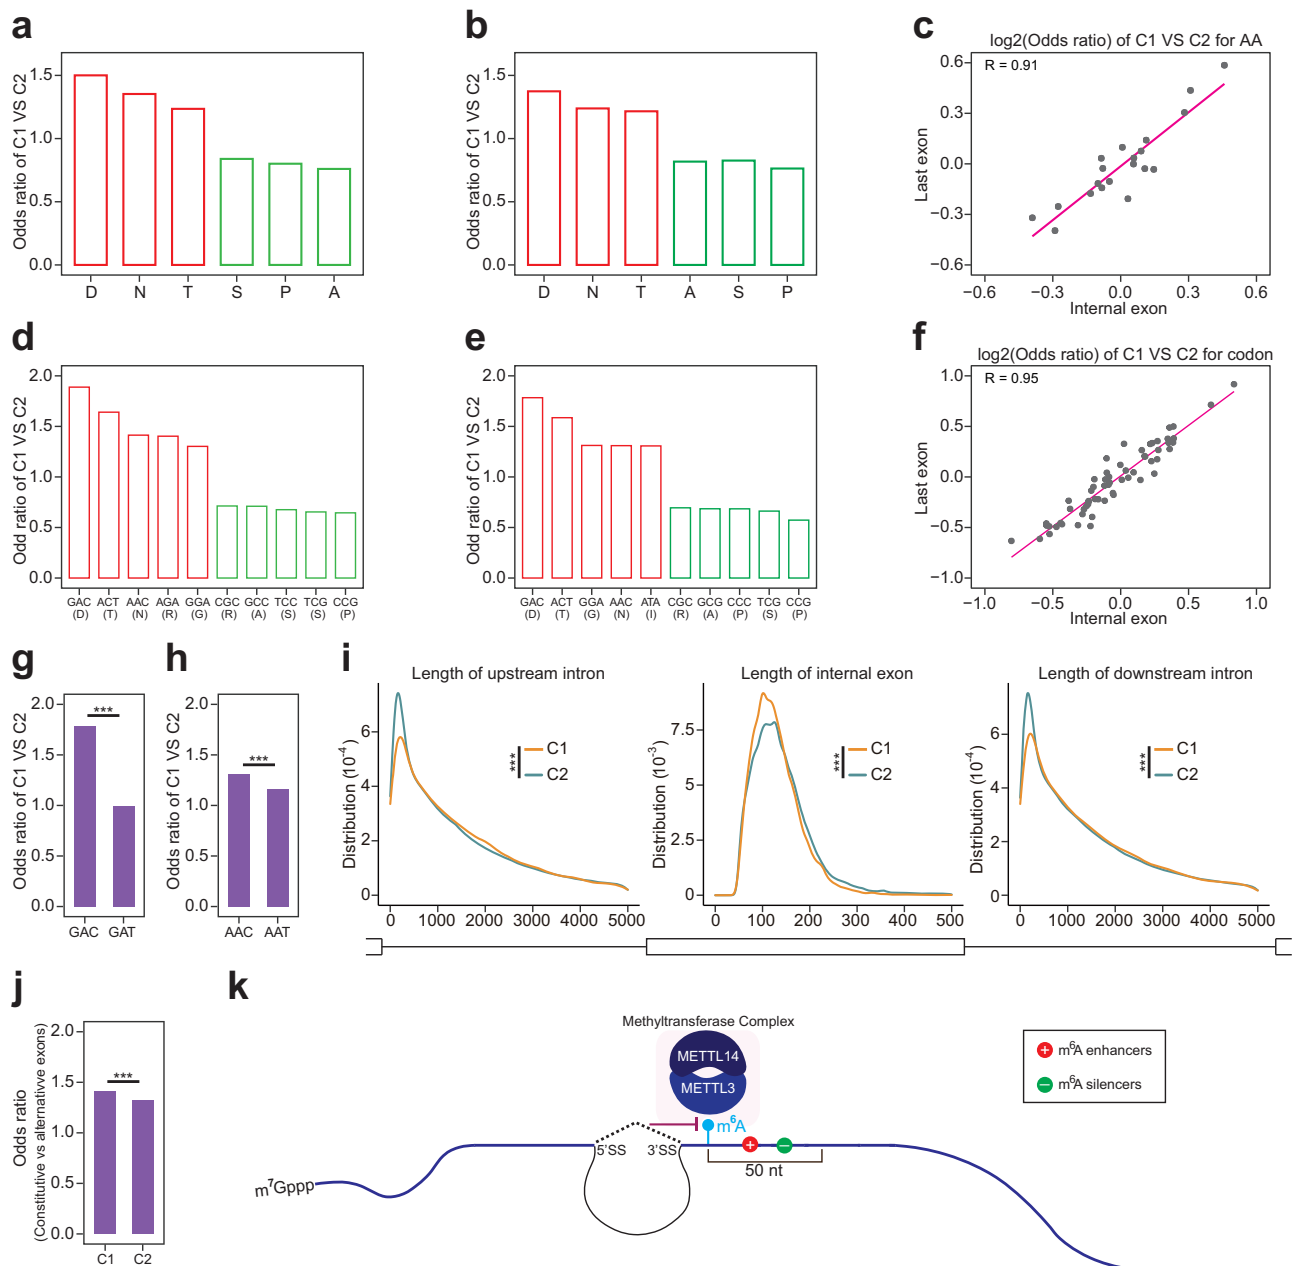 a
Odds ratio of C1 VS C2
1.5
1.0
0.5
0.0
D N T S P A
b
Odds ratio of C1 VS C2
1.5
1.0
0.5
0.0
D N T A S P
c
log2(Odds ratio) of C1 VS C2 for AA
R = 0.91
Last exon
0.6
0.3
0.0
−0.3
−0.6
−0.6 −0.3 0.0 0.3 0.6
Internal exon
d
Odd ratio of C1 VS C2
2.0
1.5
1.0
0.5
0.0
GAC ACT AAC AGA GGA CGC GCC TCC TCG CCG
(D) (T) (N) (R) (G) (R) (A) (S) (S) (P)
e
Odd ratio of C1 VS C2
2.0
1.5
1.0
0.5
0.0
GAC ACT GGA AAC ATA CGC GCG CCC TCG CCG
(D) (T) (G) (N) (I) (R) (A) (P) (S) (P)
f
log2(Odds ratio) of C1 VS C2 for codon
R = 0.95
Last exon
1.0
0.5
0.0
−0.5
−1.0
−1.0 −0.5 0.0 0.5 1.0
Internal exon
g
Odds ratio of C1 VS C2
2.0
1.5
1.0
0.5
0.0
***
GAC GAT
h
Odds ratio of C1 VS C2
2.0
1.5
1.0
0.5
0.0
***
AAC AAT
i
Length of upstream intron
Distribution (10⁻⁴)
6
4
2
0
*** C1
C2
0 1000 2000 3000 4000 5000
Length of internal exon
Distribution (10⁻³)
7.5
5
2.5
0
*** C1
C2
0 100 200 300 400 500
Length of downstream intron
Distribution (10⁻⁴)
6
4
2
0
*** C1
C2
0 1000 2000 3000 4000 5000
j
Odds ratio
(Constitutive vs alternativve exons)
2.0
1.5
1.0
0.5
0.0
***
C1 C2
k
Methyltransferase Complex
METTL14
METTL3
m⁶A
5'SS 3'SS
+ −
50 nt
m⁷Gppp
+ m⁶A enhancers
− m⁶A silencers